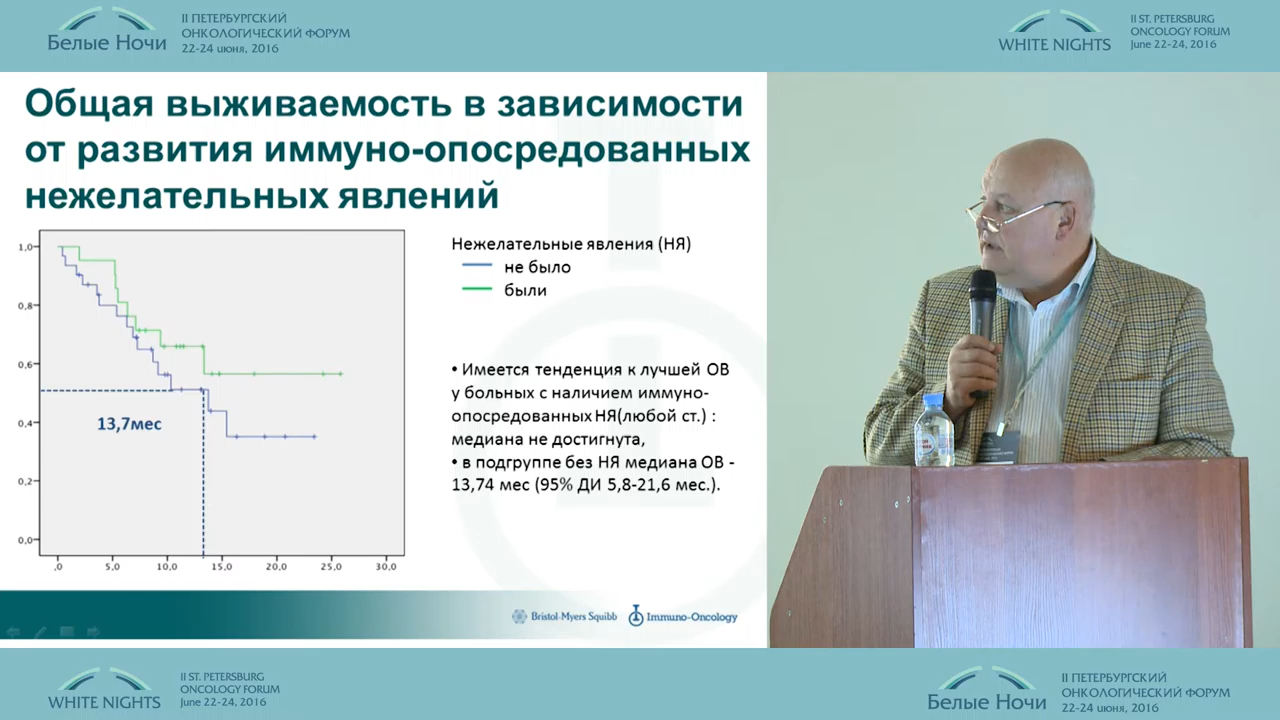 Белые Ночи
II ПЕТЕРБУРГСКИЙ
ОНКОЛОГИЧЕСКИЙ ФОРУМ
22-24 июня, 2016
WHITE NIGHTS
II ST. PETERSBURG
ONCOLOGY FORUM
June 22-24, 2016
Общая выживаемость в зависимости
от развития иммуно-опосредованных
нежелательных явлений
1,0
0,8
0,6
0,4
0,2
0,0
,0 5,0 10,0 15,0 20,0 25,0 30,0
13,7мес
Нежелательные явления (НЯ)
не было
были
• Имеется тенденция к лучшей ОВ
у больных с наличием иммуно-
опосредованных НЯ(любой ст.) :
медиана не достигнута,
• в подгруппе без НЯ медиана ОВ -
13,74 мес (95% ДИ 5,8-21,6 мес.).
Bristol-Myers Squibb
Immuno-Oncology
WHITE NIGHTS
II ST. PETERSBURG
ONCOLOGY FORUM
June 22-24, 2016
Белые Ночи
II ПЕТЕРБУРГСКИЙ
ОНКОЛОГИЧЕСКИЙ ФОРУМ
22-24 июня, 2016